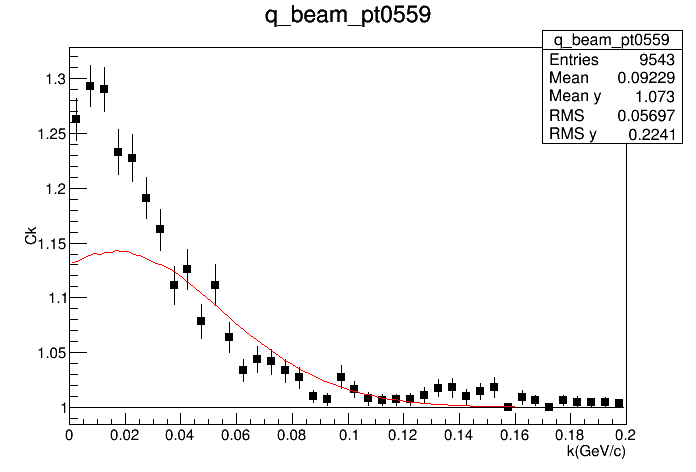 q_beam_pt0559
q_beam_pt0559
Entries 9543
Mean 0.09229
Mean y 1.073
RMS 0.05697
RMS y 0.2241
Ck
1.3
1.25
1.2
1.15
1.1
1.05
1
0 0.02 0.04 0.06 0.08 0.1 0.12 0.14 0.16 0.18 0.2
k(GeV/c)